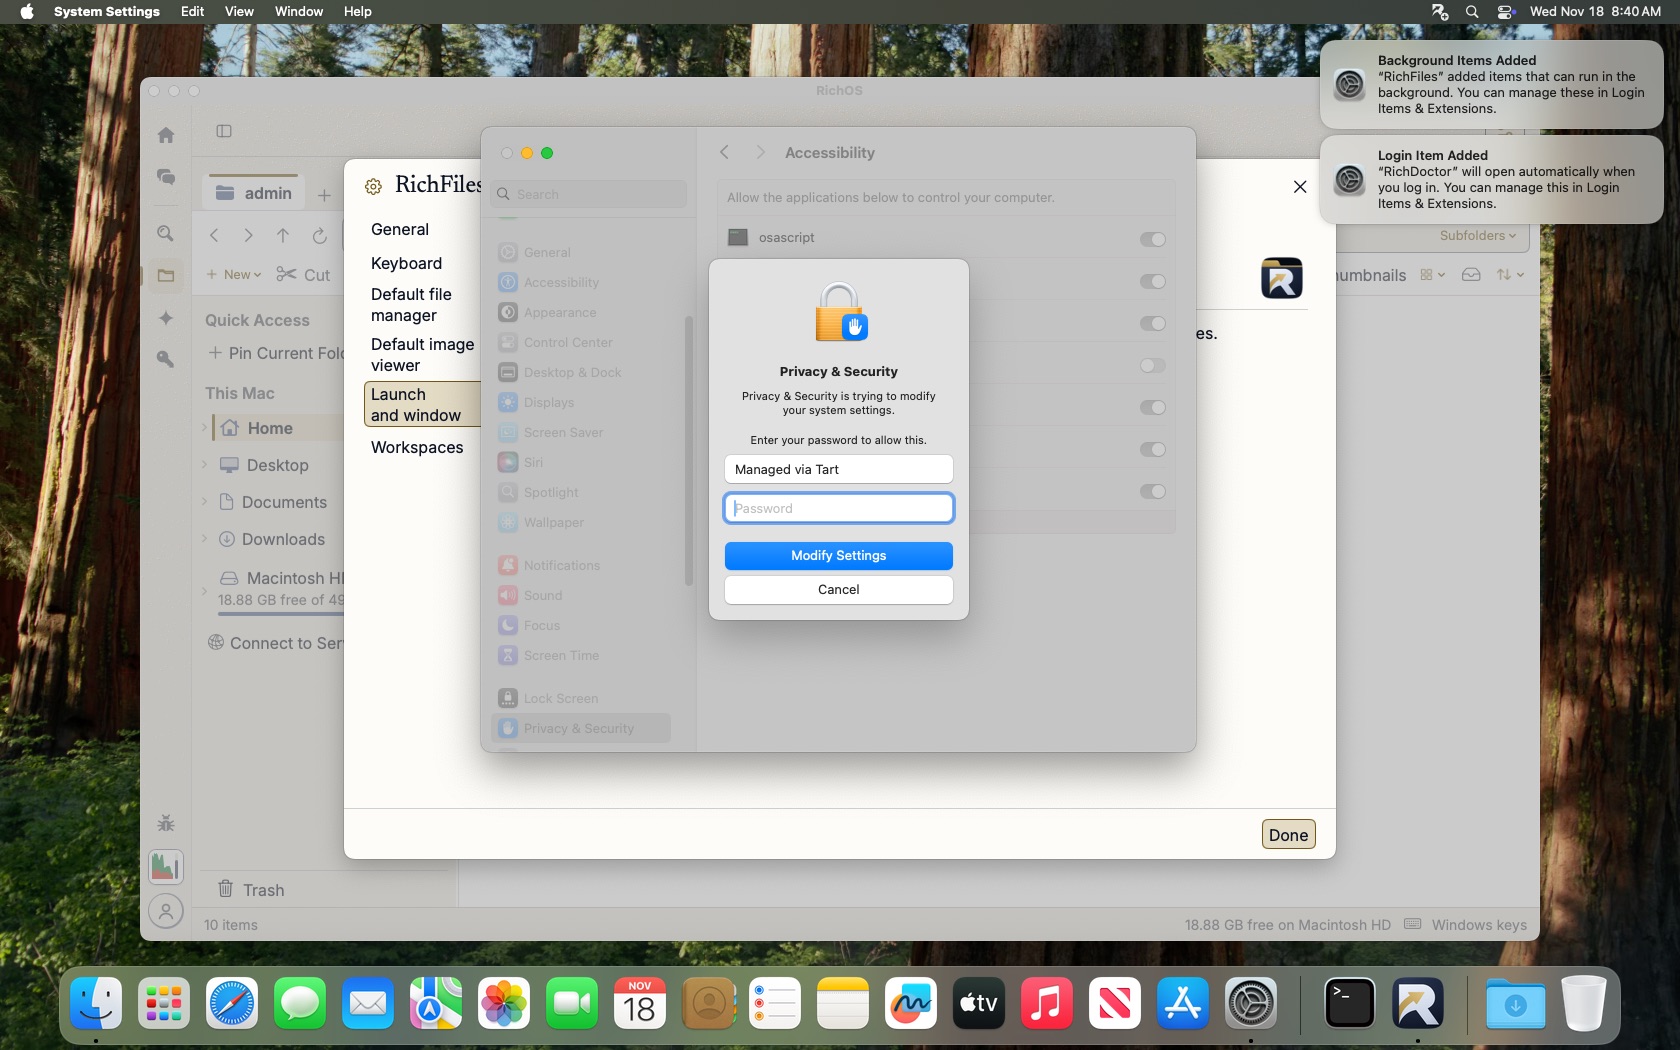 System Settings Edit View Window Help
Wed Nov 18 8:40 AM
Background Items Added
“RichFiles” added items that can run in the
background. You can manage these in Login
Items & Extensions.
Login Item Added
“RichDoctor” will open automatically when
you log in. You can manage this in Login
Items & Extensions.
RichOS
admin
New
Cut
Quick Access
Pin Current
This Mac
Home
Desktop
Documents
Downloads
Macintosh
18.88 GB free of
Connect to
Trash
10 items
18.88 GB free on Macintosh HD
Windows keys
Subfolders
RichFiles
General
Keyboard
Default file
manager
Default image
viewer
Launch
and window
Workspaces
Done
Search
General
Accessibility
Appearance
Control Center
Desktop & Dock
Displays
Screen Saver
Siri
Spotlight
Wallpaper
Notifications
Sound
Focus
Screen Time
Lock Screen
Privacy & Security
Accessibility
Allow the applications below to control your computer.
osascript
Privacy & Security
Privacy & Security is trying to modify
your system settings.
Enter your password to allow this.
Managed via Tart
Password
Modify Settings
Cancel
NOV
18
tv